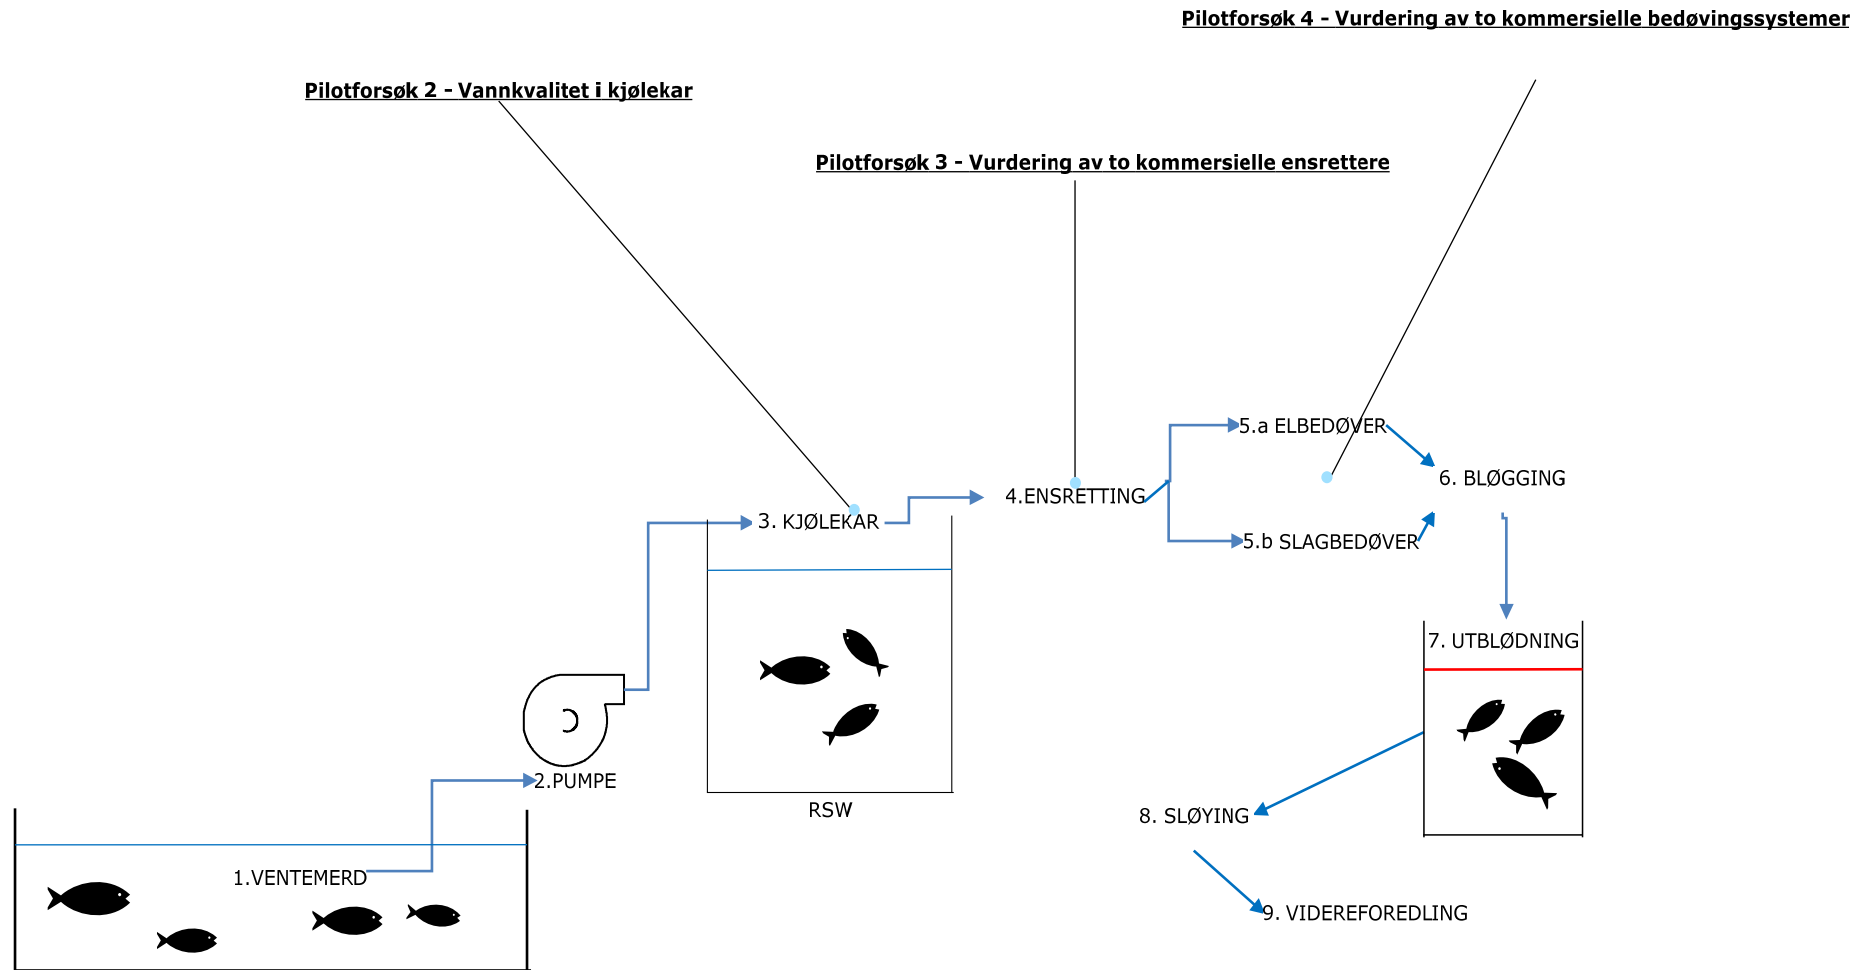 Pilotforsøk 4 - Vurdering av to kommersielle bedøvingssystemer
Pilotforsøk 2 - Vannkvalitet i kjølekar
Pilotforsøk 3 - Vurdering av to kommersielle ensrettere
5.a ELBEDØVER
6. BLØGGING
4.ENSRETTING
3. KJØLEKAR
5.b SLAGBEDØVER
7. UTBLØDNING
2.PUMPE
RSW
8. SLØYING
1.VENTEMERD
9. VIDEREFOREDLING